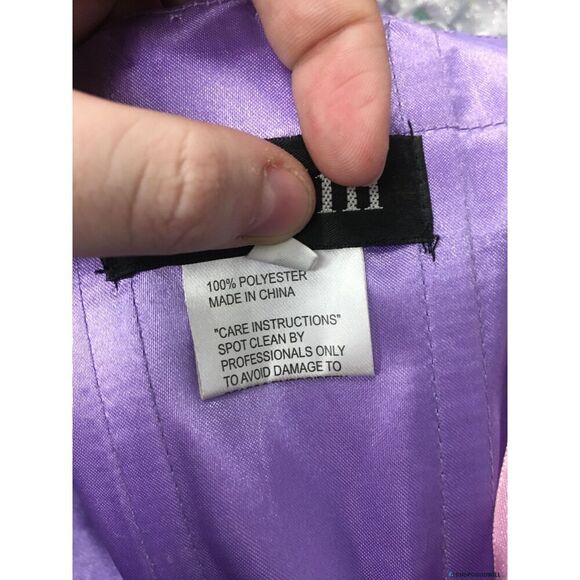 100% POLYESTER
MADE IN CHINA
"CARE INSTRUCTIONS"
SPOT CLEAN BY
PROFESSIONALS ONLY
TO AVOID DAMAGE TO